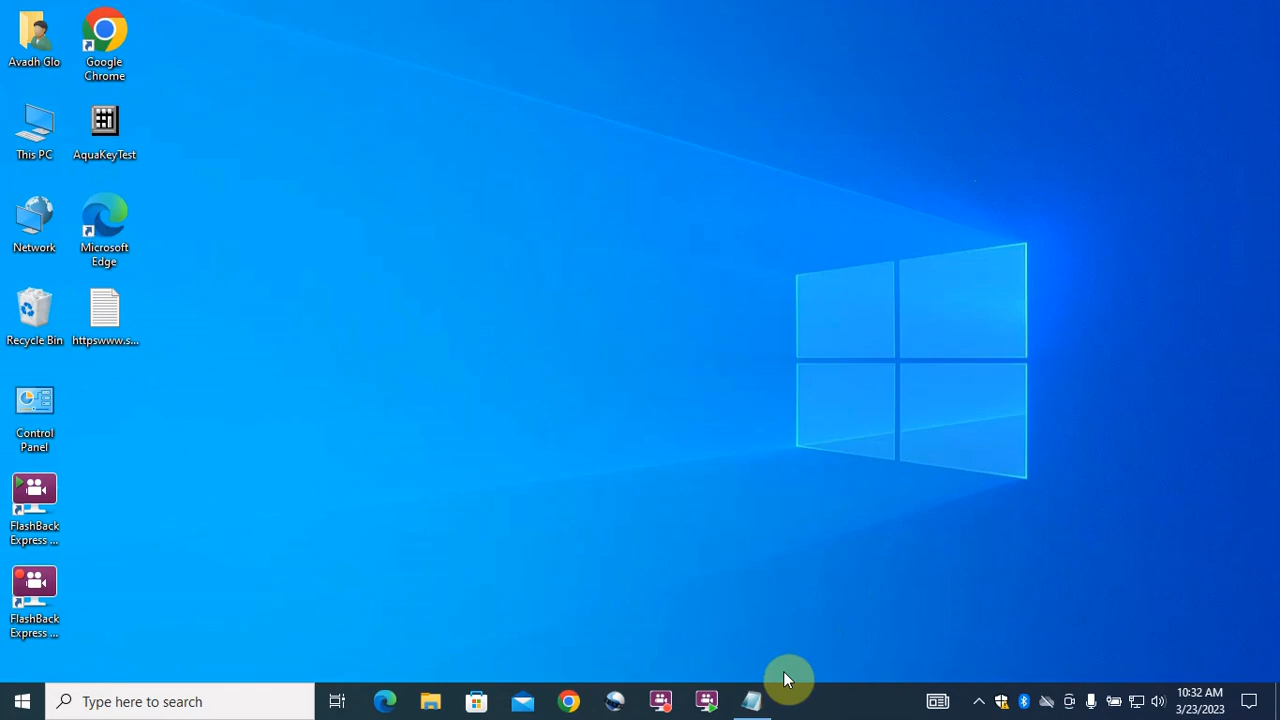 Avadh Glo
Google
Chrome
This PC
AquaKeyTest
Network
Microsoft
Edge
Recycle Bin
httpswww.s...
Control
Panel
FlashBack
Express ...
FlashBack
Express ...
Type here to search
10:32 AM
3/23/2023